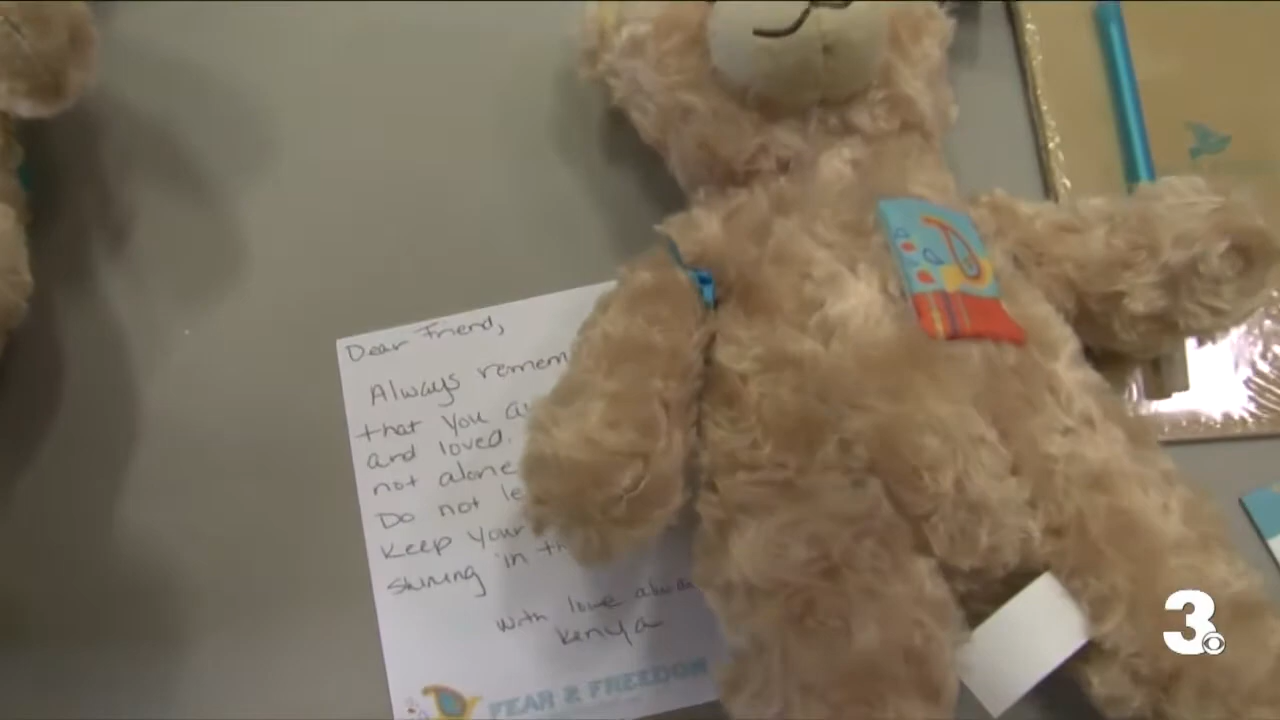 Dear Friend,
Always remem
that you a
and loved.
not alone
Do not le
Keep your
shining in th
with love alwa
Kenya
FEAR 2 FREEDOM
3